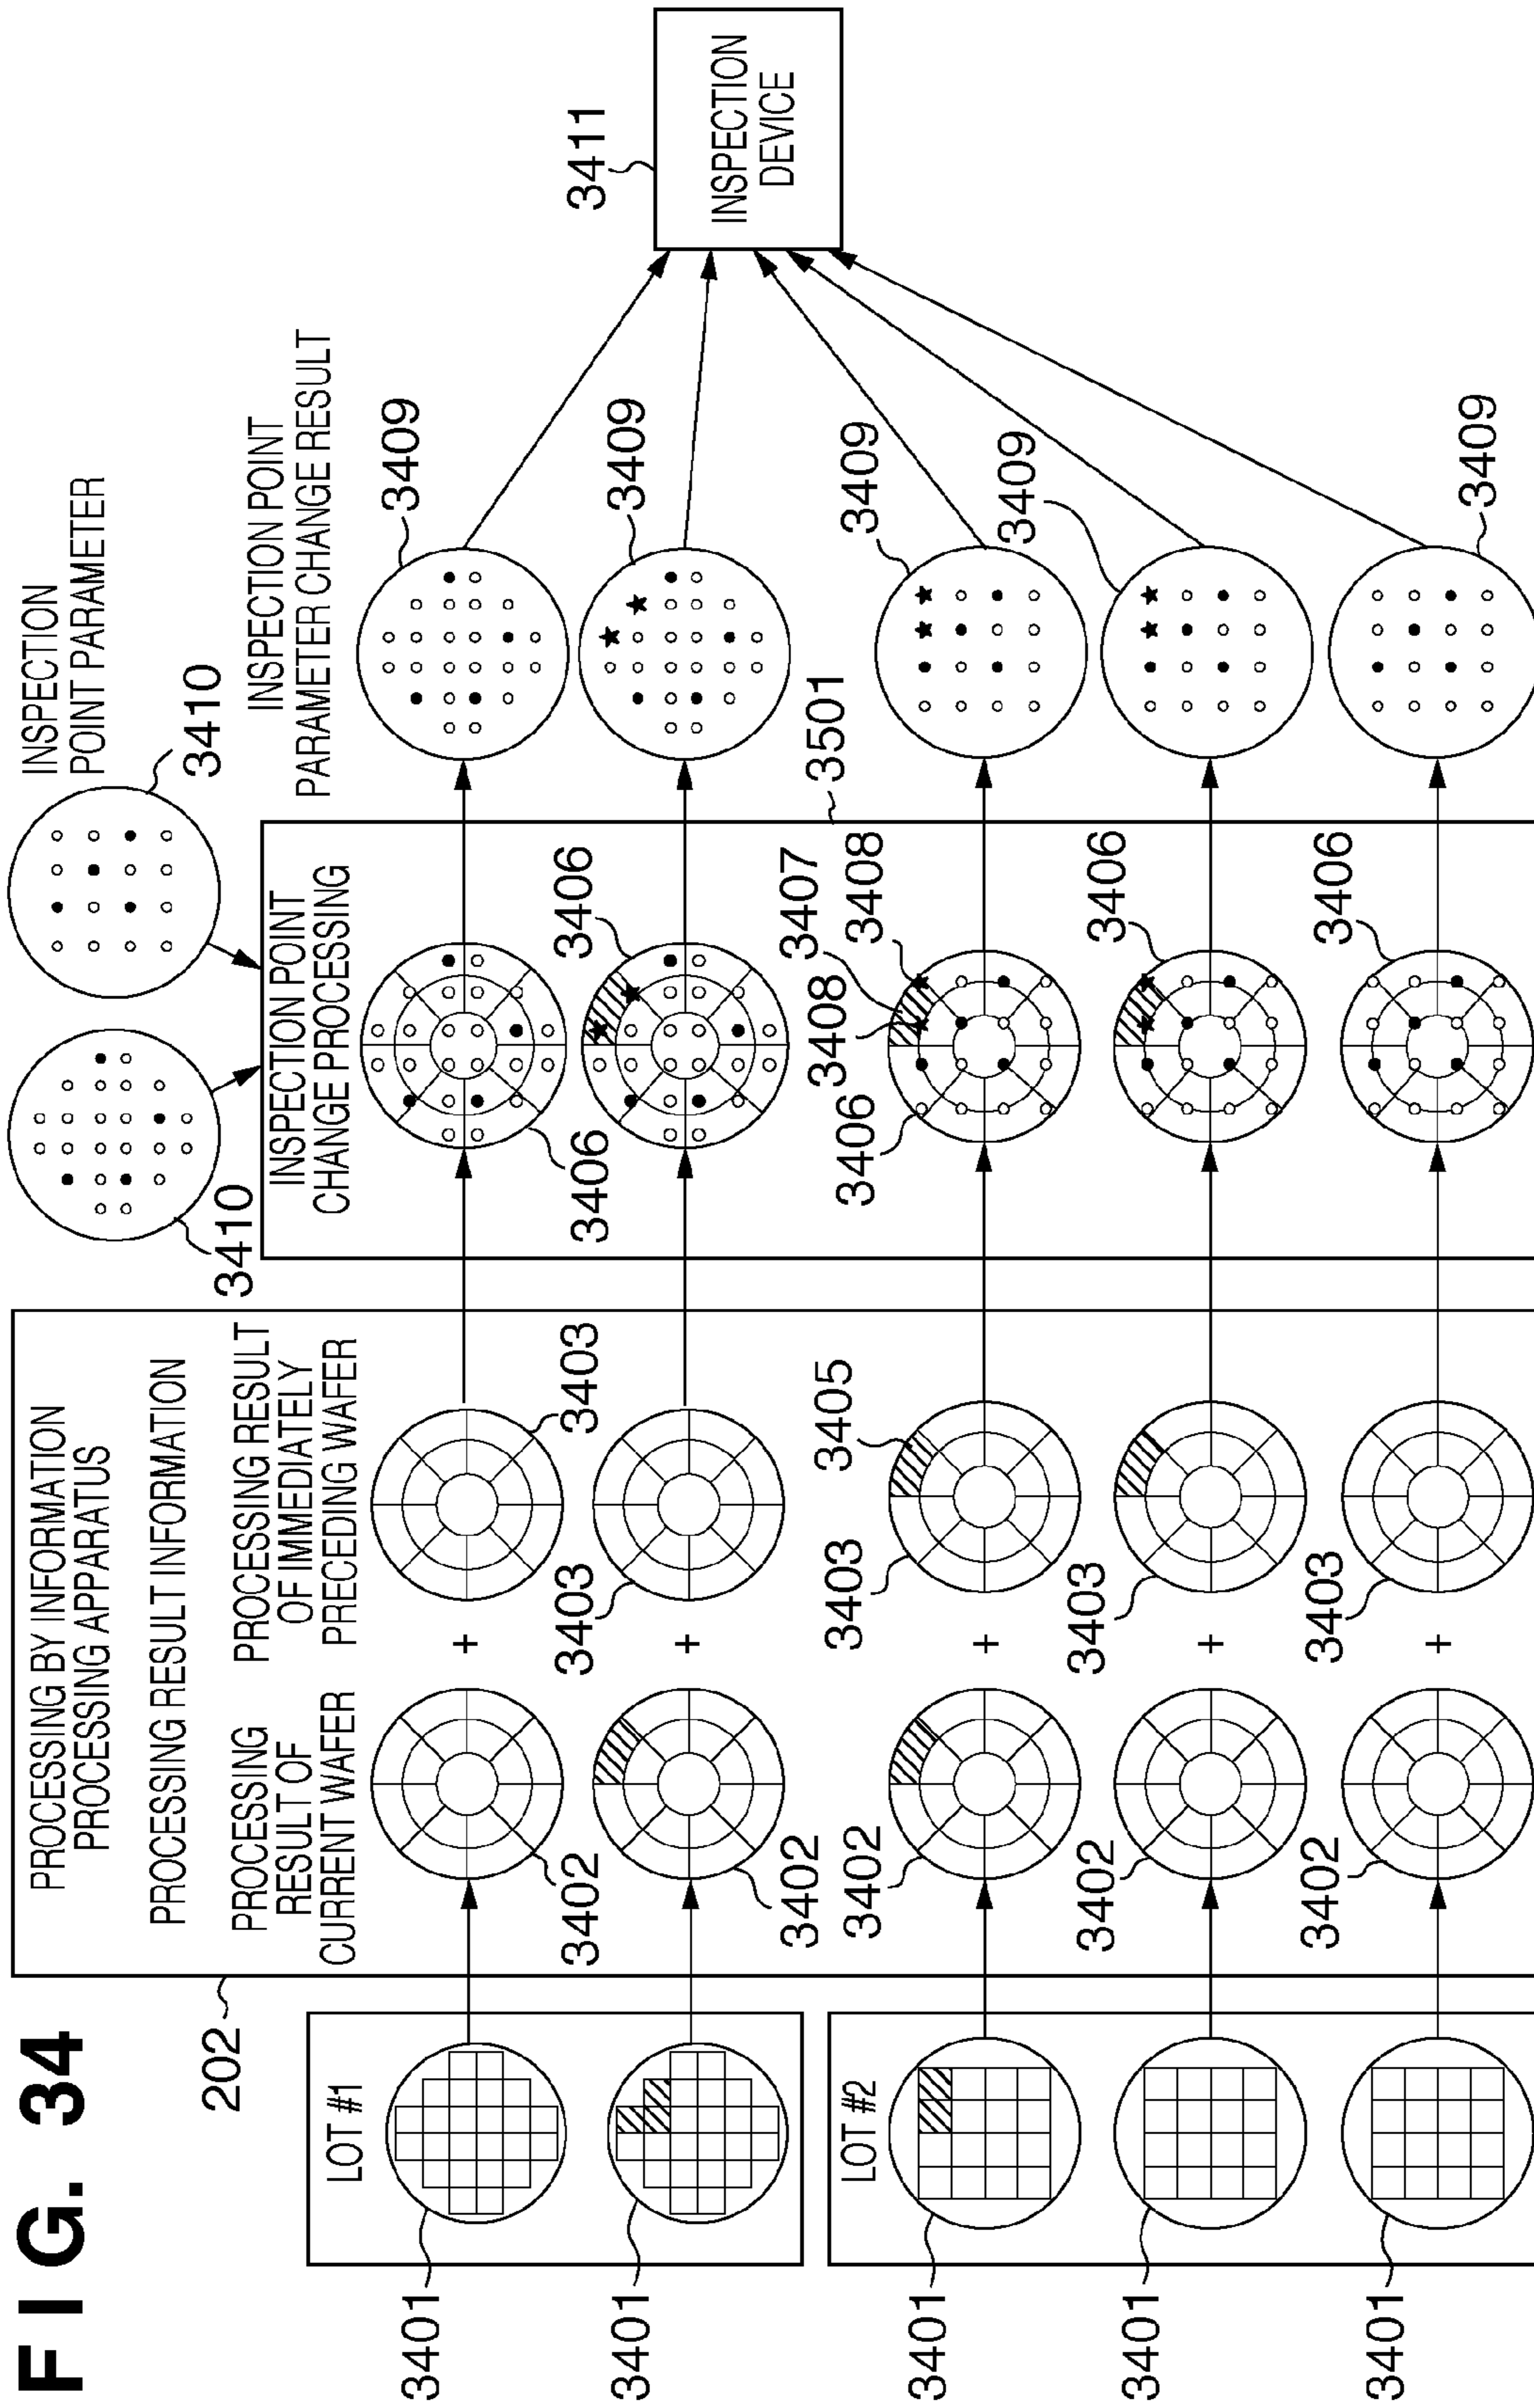 FIG. 34
202
PROCESSING BY INFORMATION
PROCESSING APPARATUS
PROCESSING RESULT INFORMATION
PROCESSING
RESULT OF
CURRENT WAFER
PROCESSING RESULT
OF IMMEDIATELY
PRECEDING WAFER
INSPECTION
POINT PARAMETER
3410
3410
INSPECTION POINT
CHANGE PROCESSING
INSPECTION POINT
PARAMETER CHANGE RESULT
LOT #1
3401
3402
+
3403
3406
3409
3401
3402
+
3403
3406
3409
3411
INSPECTION
DEVICE
3501
LOT #2
3401
3402
+
3403
3405
3406
3408
3407
3408
3409
3401
3402
+
3403
3406
3409
3401
3402
+
3403
3406
3409